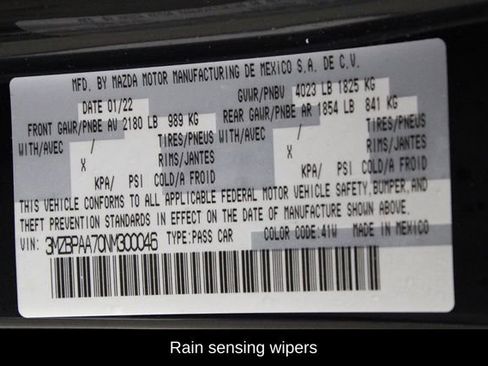 MFD. BY MAZDA MOTOR MANUFACTURING DE MEXICO S.A. DE C.V.
DATE 01/22 GVWR/PNBV 4023 LB 1825 KG
FRONT GAWR/PNBE AV 2180 LB 989 KG REAR GAWR/PNBE AR 1854 LB 841 KG
WITH/AVEC / TIRES/PNEUS WITH/AVEC / TIRES/PNEUS
X RIMS/JANTES X RIMS/JANTES
KPA/ PSI COLD/A FROID KPA/ PSI COLD/A FROID
THIS VEHICLE CONFORMS TO ALL APPLICABLE FEDERAL MOTOR VEHICLE SAFETY, BUMPER, AND
THEFT PREVENTION STANDARDS IN EFFECT ON THE DATE OF MANUFACTURE SHOWN ABOVE.
VIN: 3MZBPAA70NM300046 TYPE:PASS CAR COLOR CODE:41W MADE IN MEXICO
Rain sensing wipers